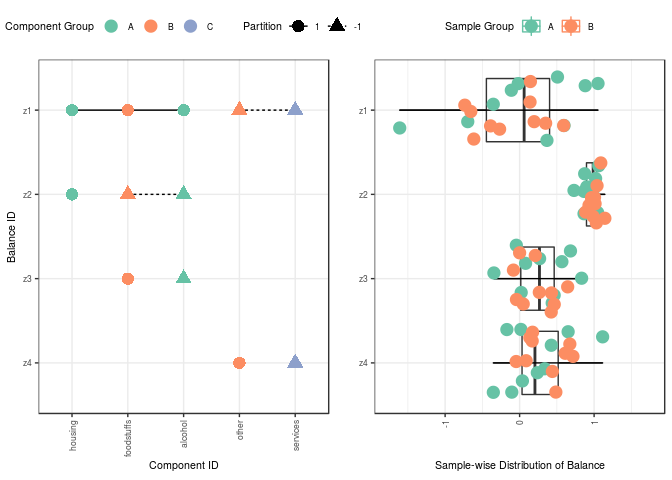 Component Group A B C Partition 1 -1 Sample Group A B
Balance ID
z1
z2
z3
z4
housing
foodstuffs
alcohol
other
services
Component ID
z1
z2
z3
z4
-1
0
1
Sample-wise Distribution of Balance